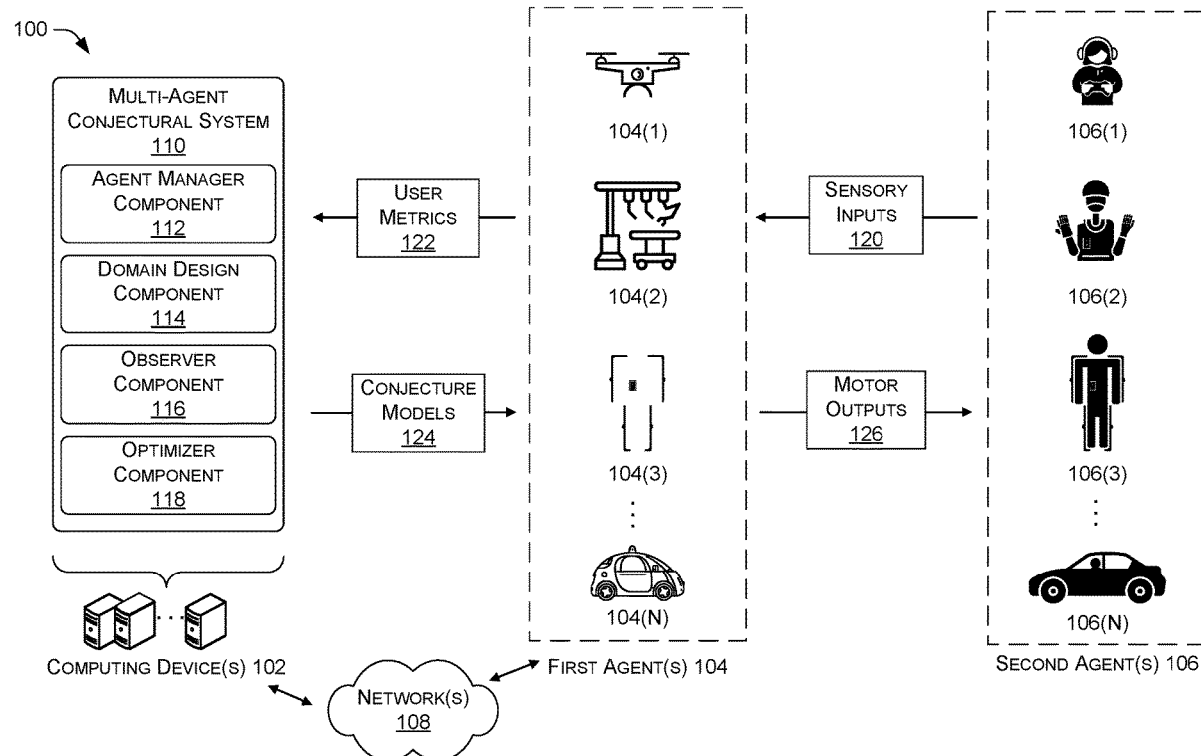 100
MULTI-AGENT
CONJECTURAL SYSTEM
110
AGENT MANAGER
COMPONENT
112
DOMAIN DESIGN
COMPONENT
114
OBSERVER
COMPONENT
116
OPTIMIZER
COMPONENT
118
COMPUTING DEVICE(S) 102
USER
METRICS
122
CONJECTURE
MODELS
124
NETWORK(S)
108
104(1)
104(2)
104(3)
104(N)
FIRST AGENT(S) 104
SENSORY
INPUTS
120
MOTOR
OUTPUTS
126
106(1)
106(2)
106(3)
106(N)
SECOND AGENT(S) 106